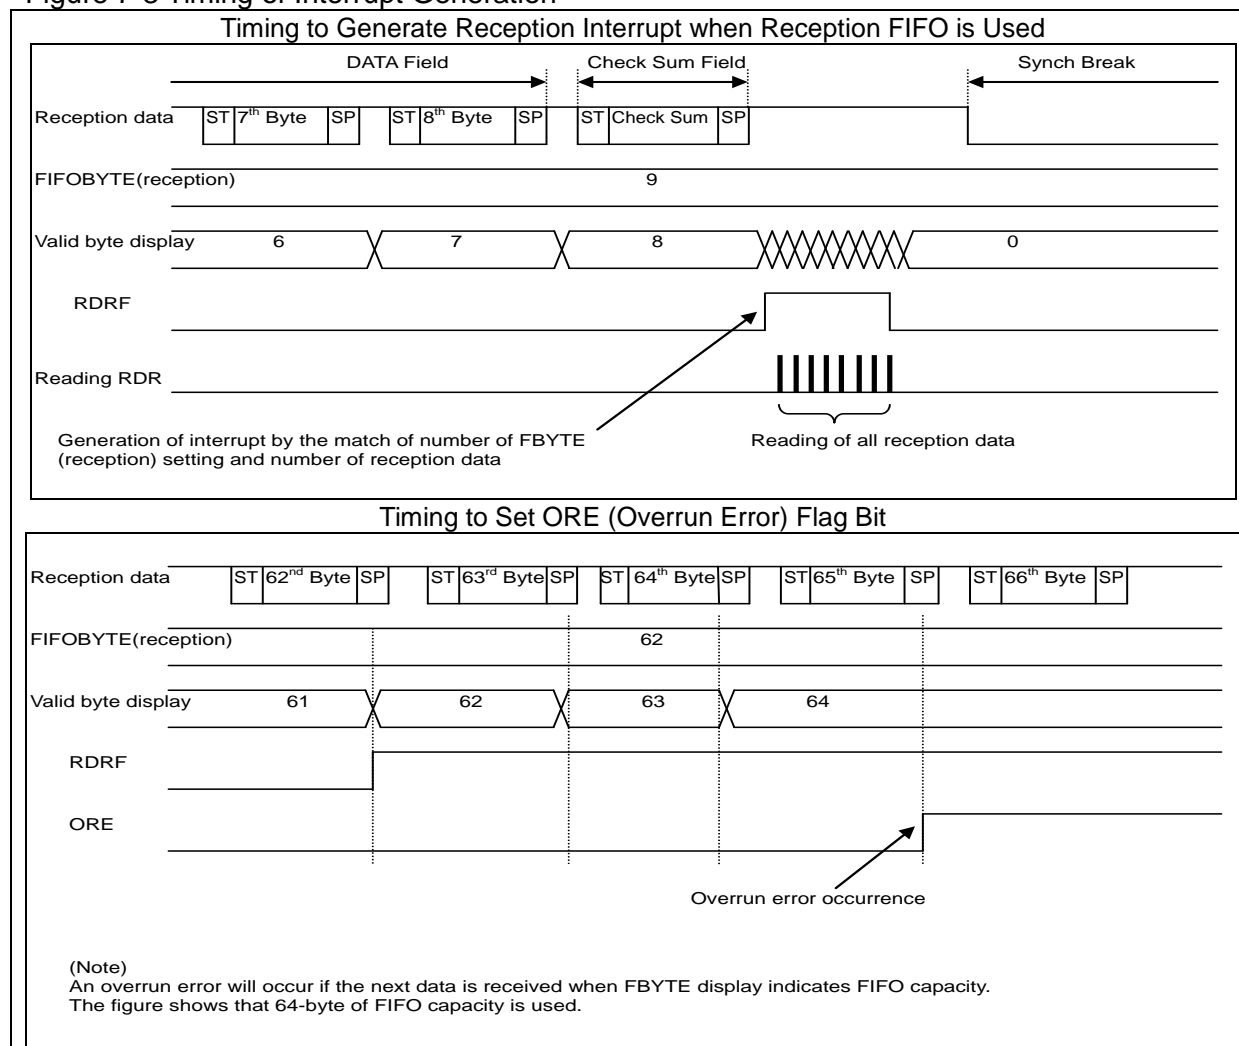 Figure 7-3 Timing of Interrupt Generation
Timing to Generate Reception Interrupt when Reception FIFO is Used
DATA Field Check Sum Field Synch Break
Reception data ST 7th Byte SP ST 8th Byte SP ST Check Sum SP
FIFOBYTE(reception) 9
Valid byte display 6 7 8 0
RDRF
Reading RDR
Generation of interrupt by the match of number of FBYTE
(reception) setting and number of reception data
Reading of all reception data
Timing to Set ORE (Overrun Error) Flag Bit
Reception data ST 62nd Byte SP ST 63rd Byte SP ST 64th Byte SP ST 65th Byte SP ST 66th Byte SP
FIFOBYTE(reception) 62
Valid byte display 61 62 63 64
RDRF
ORE
Overrun error occurrence
(Note)
An overrun error will occur if the next data is received when FBYTE display indicates FIFO capacity.
The figure shows that 64-byte of FIFO capacity is used.